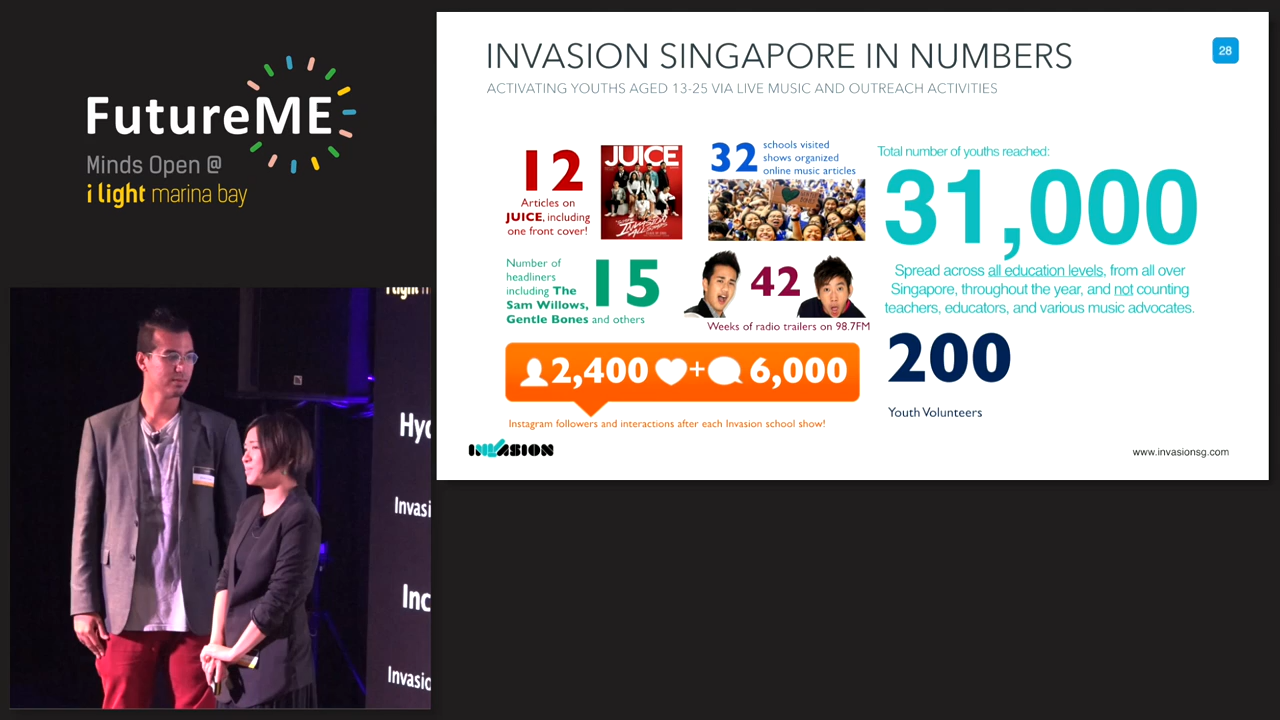 FutureME
Minds Open @
i light marina bay
INVASION SINGAPORE IN NUMBERS
28
ACTIVATING YOUTHS AGED 13-25 VIA LIVE MUSIC AND OUTREACH ACTIVITIES
12
Articles on
JUICE, including
one front cover!
JUICE
32
schools visited
shows organized
online music articles
Total number of youths reached:
31,000
Spread across all education levels, from all over
Singapore, throughout the year, and not counting
teachers, educators, and various music advocates.
Number of
headliners
including The
Sam Willows,
Gentle Bones and others
15
42
Weeks of radio trailers on 98.7FM
2,400 + 6,000
Instagram followers and interactions after each Invasion school show!
200
Youth Volunteers
INVASION
www.invasionsg.com
Hyd
Invasi
Inc
Invasio